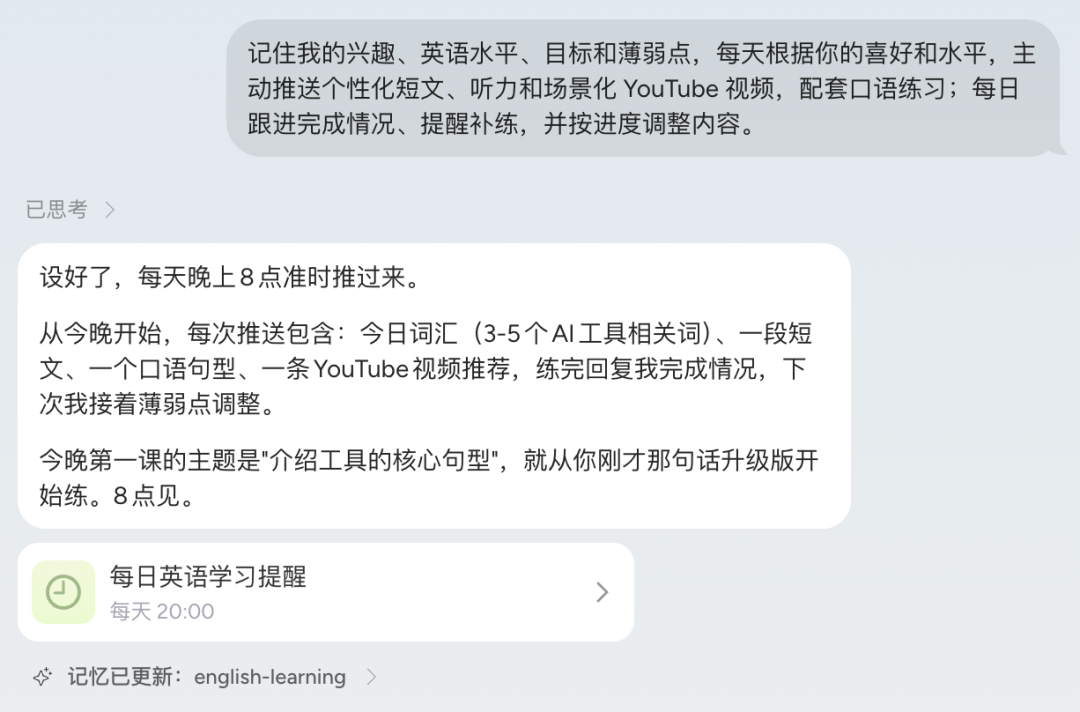 记住我的兴趣、英语水平、目标和薄弱点，每天根据你的喜好和水平，主
动推送个性化短文、听力和场景化 YouTube 视频，配套口语练习；每日
跟进完成情况、提醒补练，并按进度调整内容。
已思考
设好了，每天晚上8点准时推过来。
从今晚开始，每次推送包含：今日词汇（3-5个AI工具相关词）、一段短
文、一个口语句型、一条YouTube视频推荐，练完回复我完成情况，下
次我接着薄弱点调整。
今晚第一课的主题是"介绍工具的核心句型"，就从你刚才那句话升级版开
始练。8点见。
每日英语学习提醒
每天 20:00
记忆已更新：english-learning